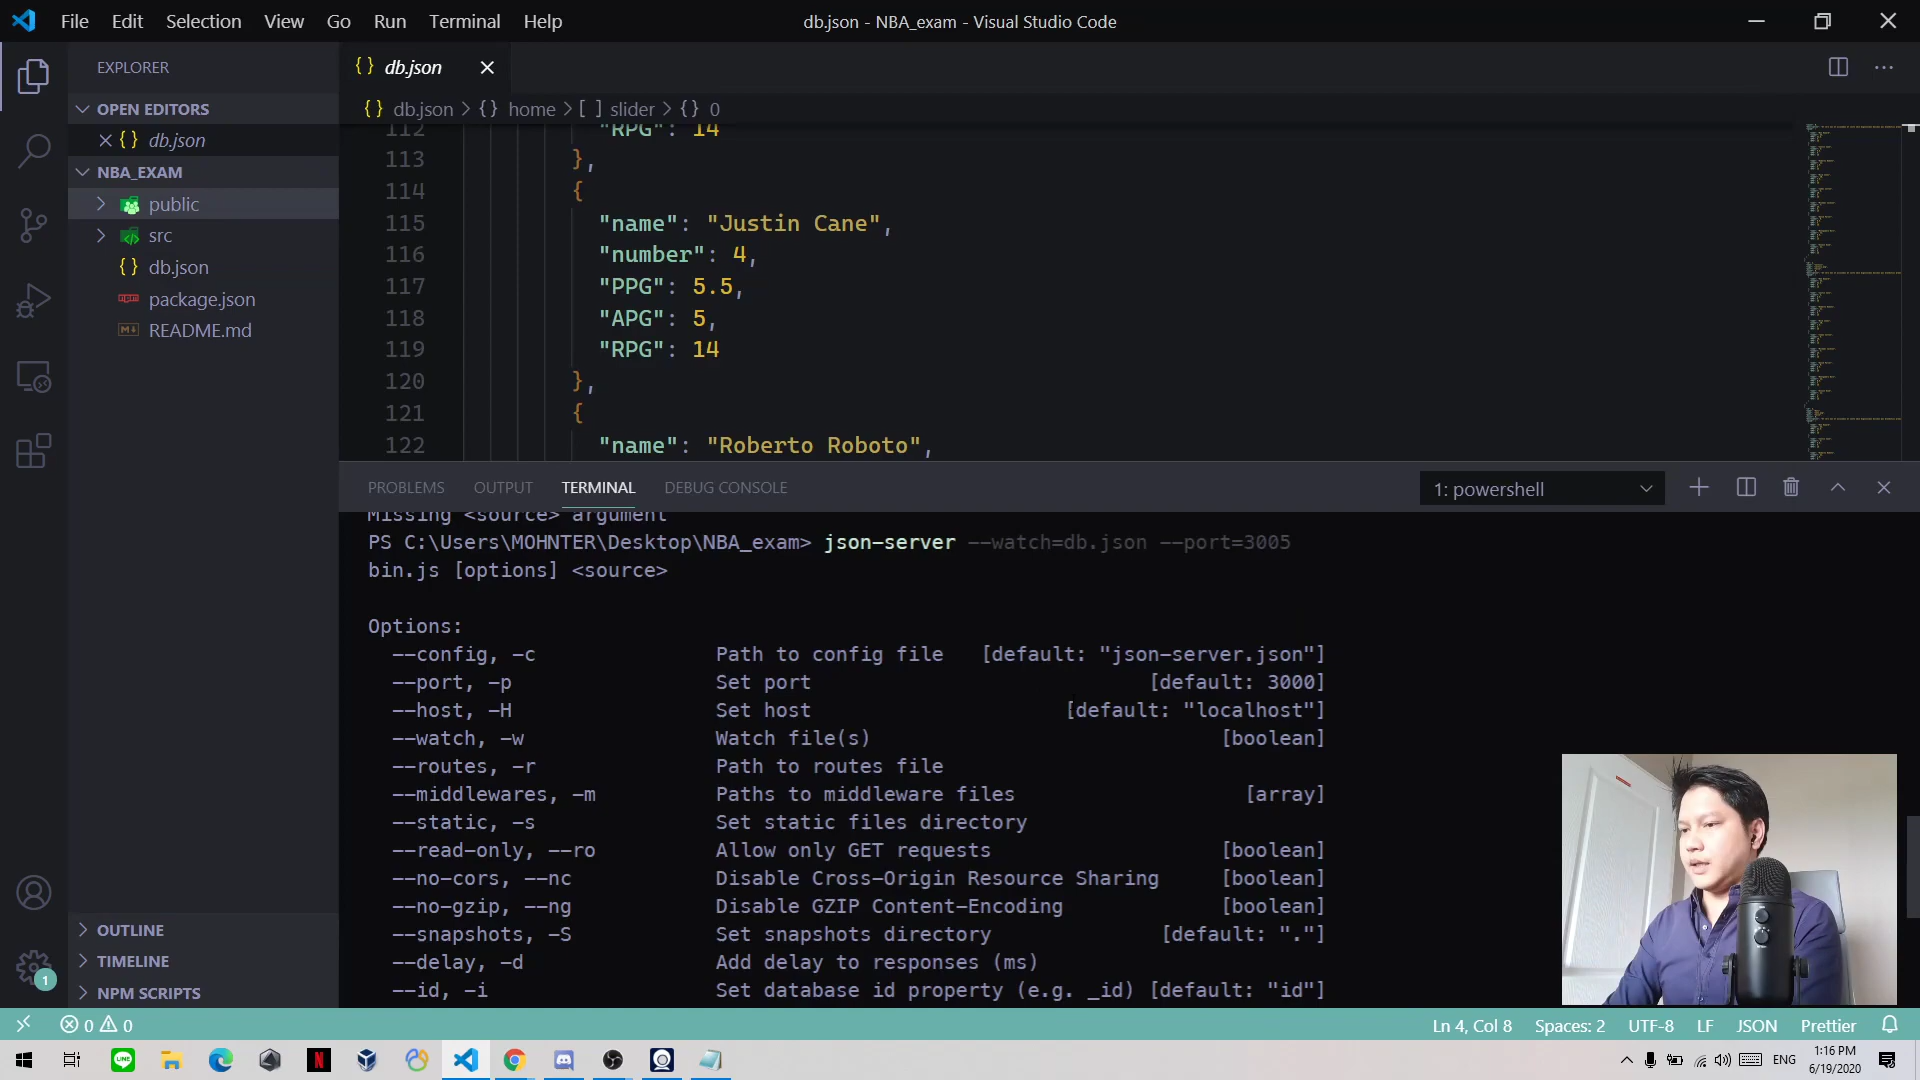 File Edit Selection View Go Run Terminal Help
db.json - NBA_exam - Visual Studio Code
EXPLORER
OPEN EDITORS
db.json
NBA_EXAM
public
src
db.json
package.json
README.md
OUTLINE
TIMELINE
NPM SCRIPTS
1
db.json
db.json > {} home > [ ] slider > {} 0
112 "RPG": 14
113 },
114 {
115 "name": "Justin Cane",
116 "number": 4,
117 "PPG": 5.5,
118 "APG": 5,
119 "RPG": 14
120 },
121 {
122 "name": "Roberto Roboto",
PROBLEMS OUTPUT TERMINAL DEBUG CONSOLE
1: powershell
Missing <source> argument
PS C:\Users\MOHNTER\Desktop\NBA_exam> json-server --watch=db.json --port=3005
bin.js [options] <source>
Options:
--config, -c Path to config file [default: "json-server.json"]
--port, -p Set port [default: 3000]
--host, -H Set host [default: "localhost"]
--watch, -w Watch file(s) [boolean]
--routes, -r Path to routes file
--middlewares, -m Paths to middleware files [array]
--static, -s Set static files directory
--read-only, --ro Allow only GET requests [boolean]
--no-cors, --nc Disable Cross-Origin Resource Sharing [boolean]
--no-gzip, --ng Disable GZIP Content-Encoding [boolean]
--snapshots, -S Set snapshots directory [default: "."]
--delay, -d Add delay to responses (ms)
--id, -i Set database id property (e.g. _id) [default: "id"]
0 0
Ln 4, Col 8 Spaces: 2 UTF-8 LF JSON Prettier
ENG
1:16 PM
6/19/2020